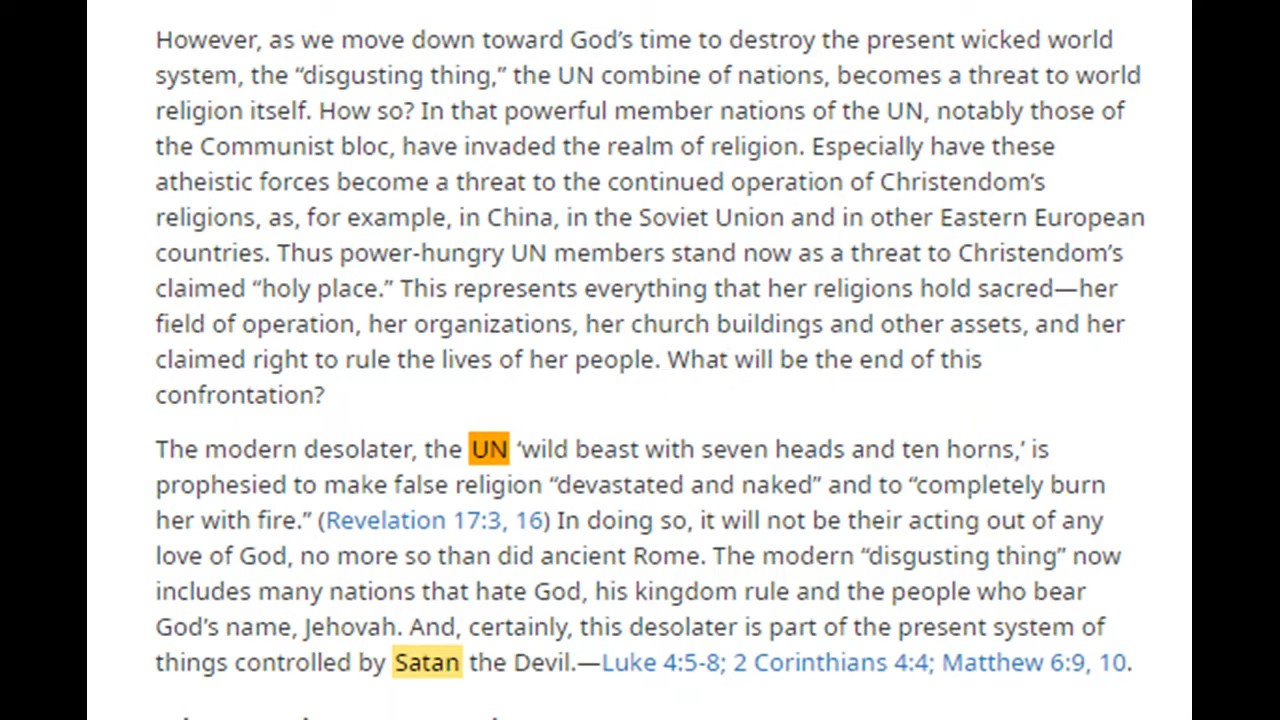 However, as we move down toward God’s time to destroy the present wicked world
system, the “disgusting thing,” the UN combine of nations, becomes a threat to world
religion itself. How so? In that powerful member nations of the UN, notably those of
the Communist bloc, have invaded the realm of religion. Especially have these
atheistic forces become a threat to the continued operation of Christendom’s
religions, as, for example, in China, in the Soviet Union and in other Eastern European
countries. Thus power-hungry UN members stand now as a threat to Christendom’s
claimed “holy place.” This represents everything that her religions hold sacred—her
field of operation, her organizations, her church buildings and other assets, and her
claimed right to rule the lives of her people. What will be the end of this
confrontation?
The modern desolater, the UN ‘wild beast with seven heads and ten horns,’ is
prophesied to make false religion “devastated and naked” and to “completely burn
her with fire.” (Revelation 17:3, 16) In doing so, it will not be their acting out of any
love of God, no more so than did ancient Rome. The modern “disgusting thing” now
includes many nations that hate God, his kingdom rule and the people who bear
God’s name, Jehovah. And, certainly, this desolater is part of the present system of
things controlled by Satan the Devil.—Luke 4:5-8; 2 Corinthians 4:4; Matthew 6:9, 10.